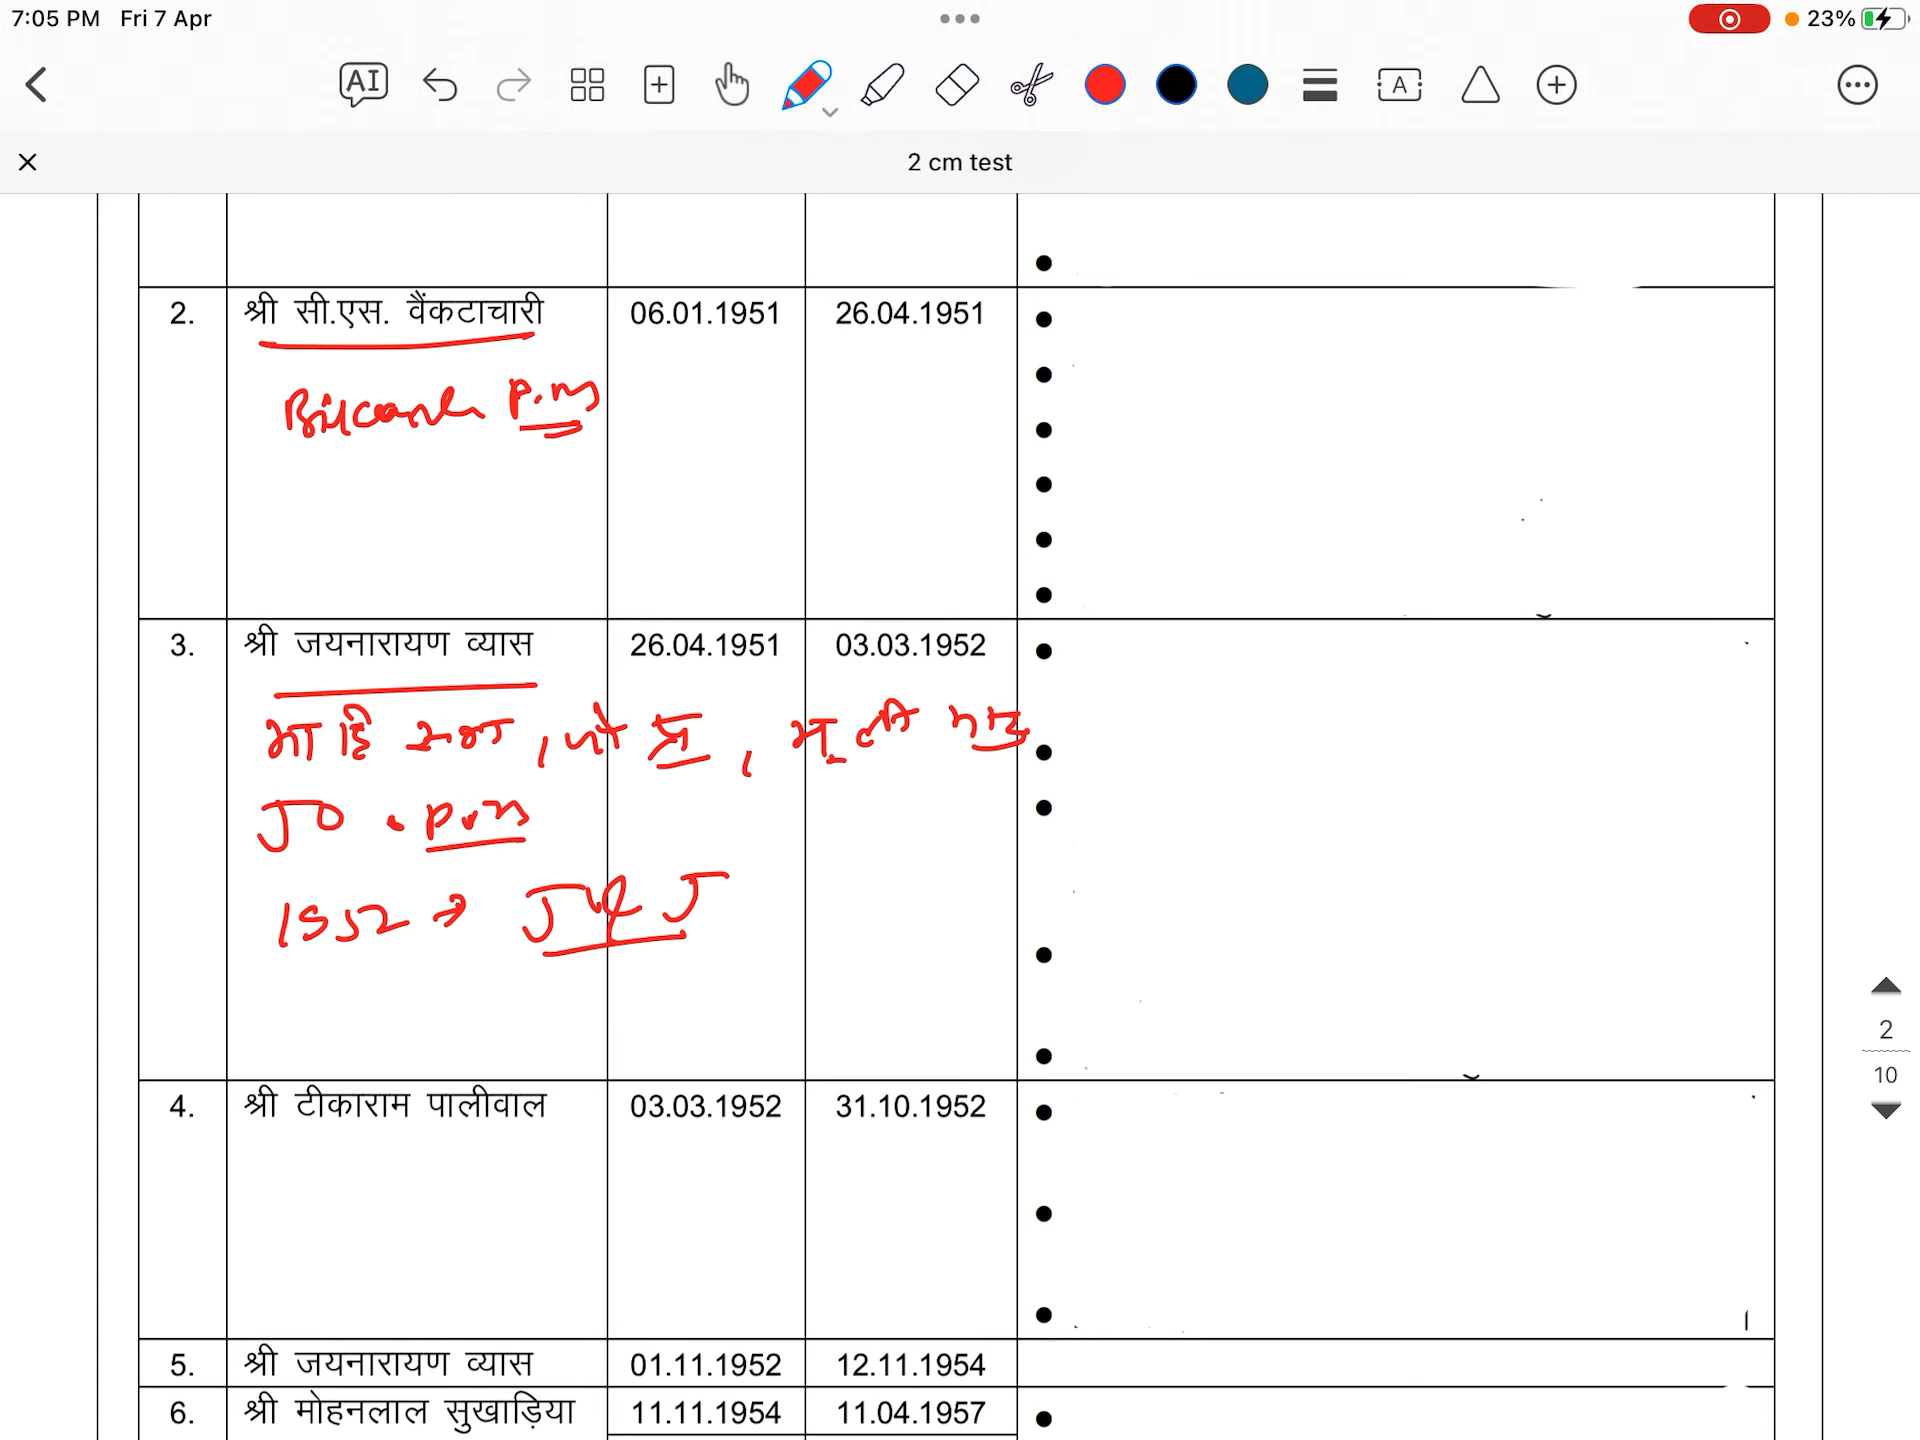 7:05 PM Fri 7 Apr
23%
AI
A
2 cm test
2. श्री सी.एस. वैंकटाचारी 06.01.1951 26.04.1951
P.M
3. श्री जयनारायण व्यास 26.04.1951 03.03.1952
JO . P.M
1952 → J & J
4. श्री टीकाराम पालीवाल 03.03.1952 31.10.1952
5. श्री जयनारायण व्यास 01.11.1952 12.11.1954
6. श्री मोहनलाल सुखाड़िया 11.11.1954 11.04.1957
2
10